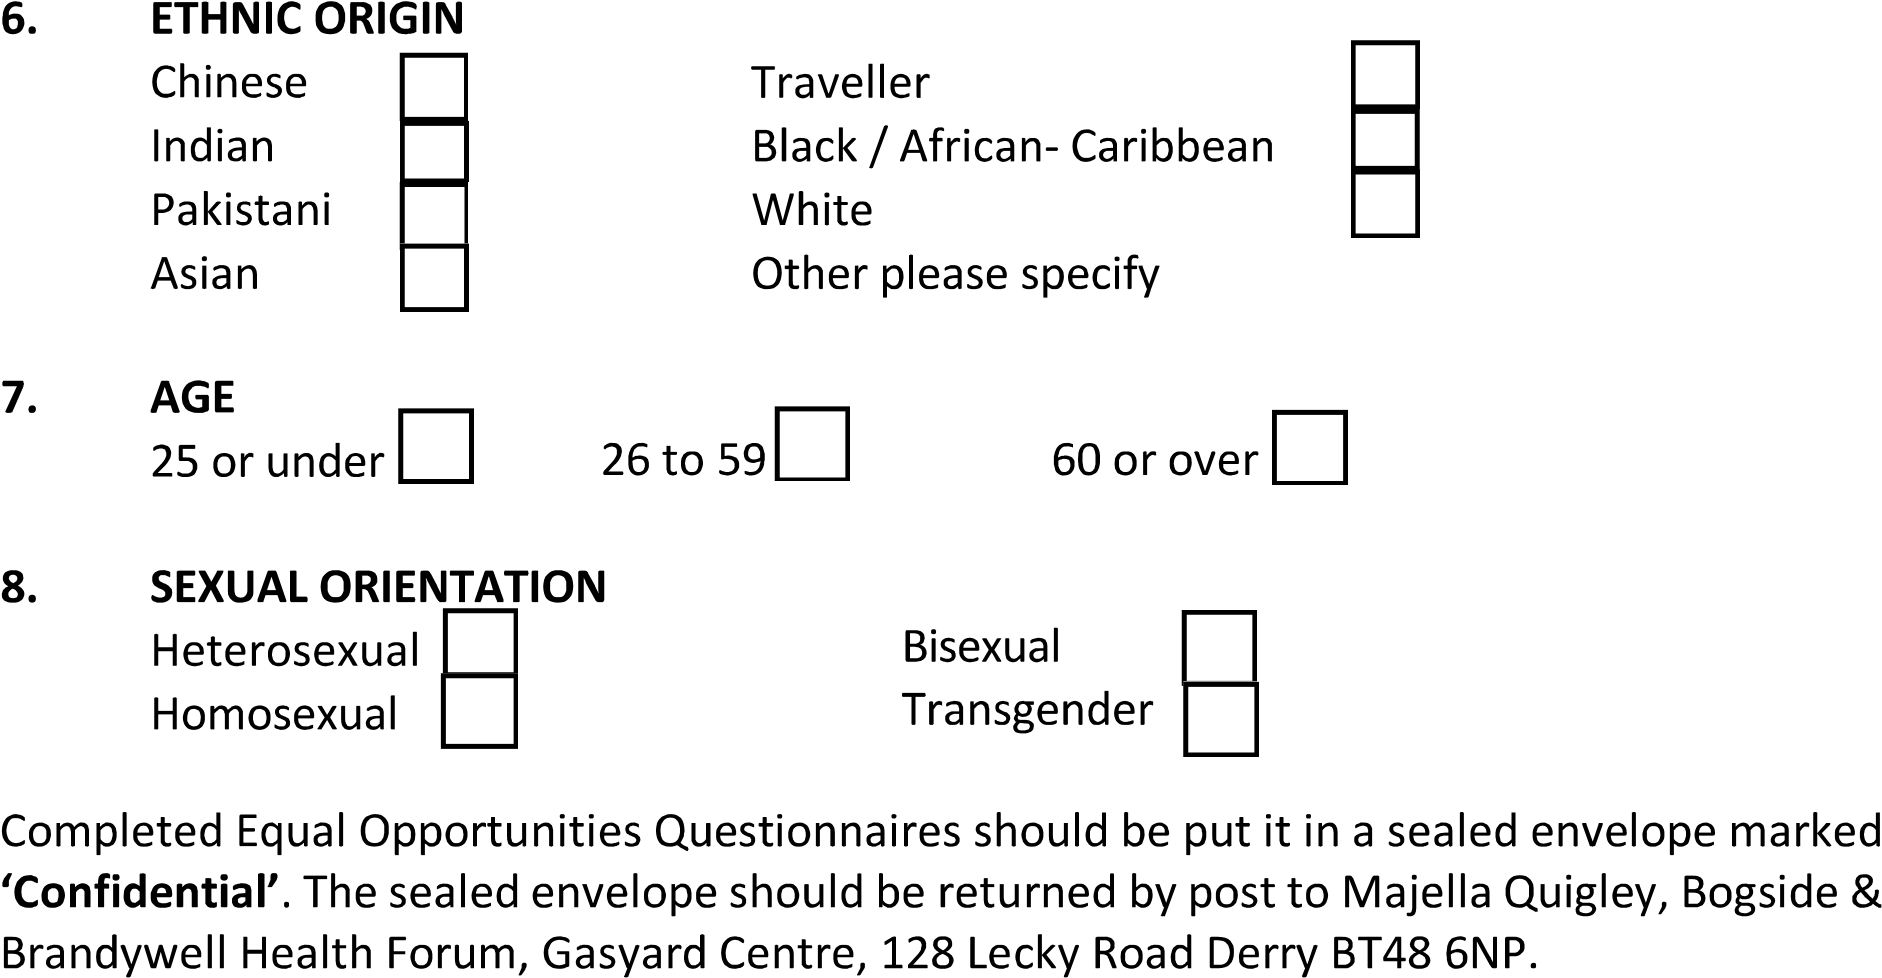 6. ETHNIC ORIGIN
Chinese Traveller
Indian Black / African- Caribbean
Pakistani White
Asian Other please specify
7. AGE
25 or under 26 to 59 60 or over
8. SEXUAL ORIENTATION
Heterosexual Bisexual
Homosexual Transgender
Completed Equal Opportunities Questionnaires should be put it in a sealed envelope marked
‘Confidential’. The sealed envelope should be returned by post to Majella Quigley, Bogside &
Brandywell Health Forum, Gasyard Centre, 128 Lecky Road Derry BT48 6NP.